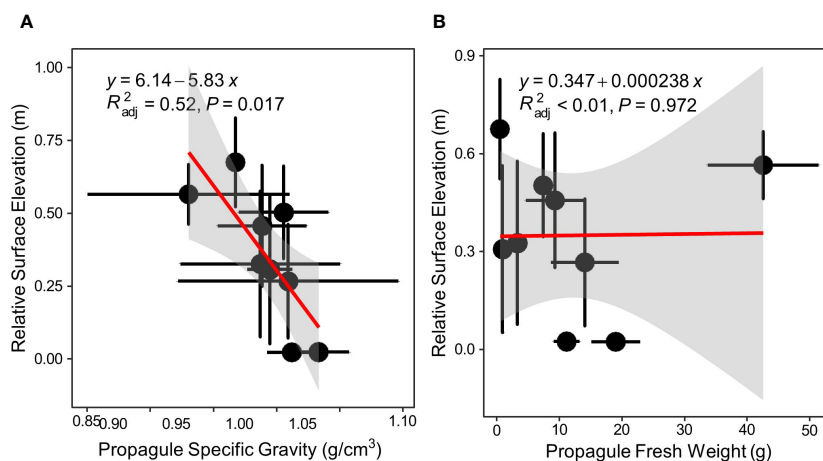 A
B
y = 6.14 − 5.83 x
R²adj = 0.52, P = 0.017
Relative Surface Elevation (m)
1.00
0.75
0.50
0.25
0.00
0.85 0.90 0.95 1.00 1.05 1.10
Propagule Specific Gravity (g/cm³)
y = 0.347 + 0.000238 x
R²adj < 0.01, P = 0.972
Relative Surface Elevation (m)
0.9
0.6
0.3
0.0
0 10 20 30 40 50
Propagule Fresh Weight (g)